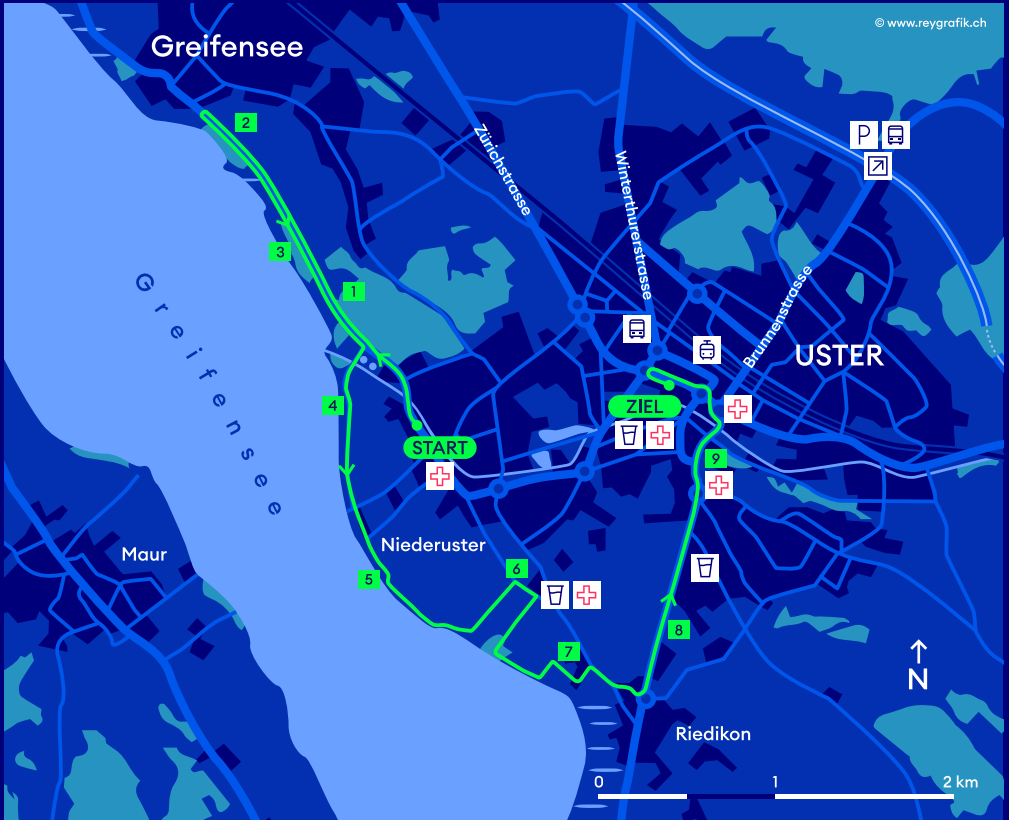 © www.reygrafik.ch
Greifensee
2
P
Zürichstrasse
Winterthurerstrasse
3
1
Greifensee
Brunnenstrasse
USTER
4
ZIEL
START
9
Niederuster
Maur
6
5
8
7
N
Riedikon
0 1 2 km